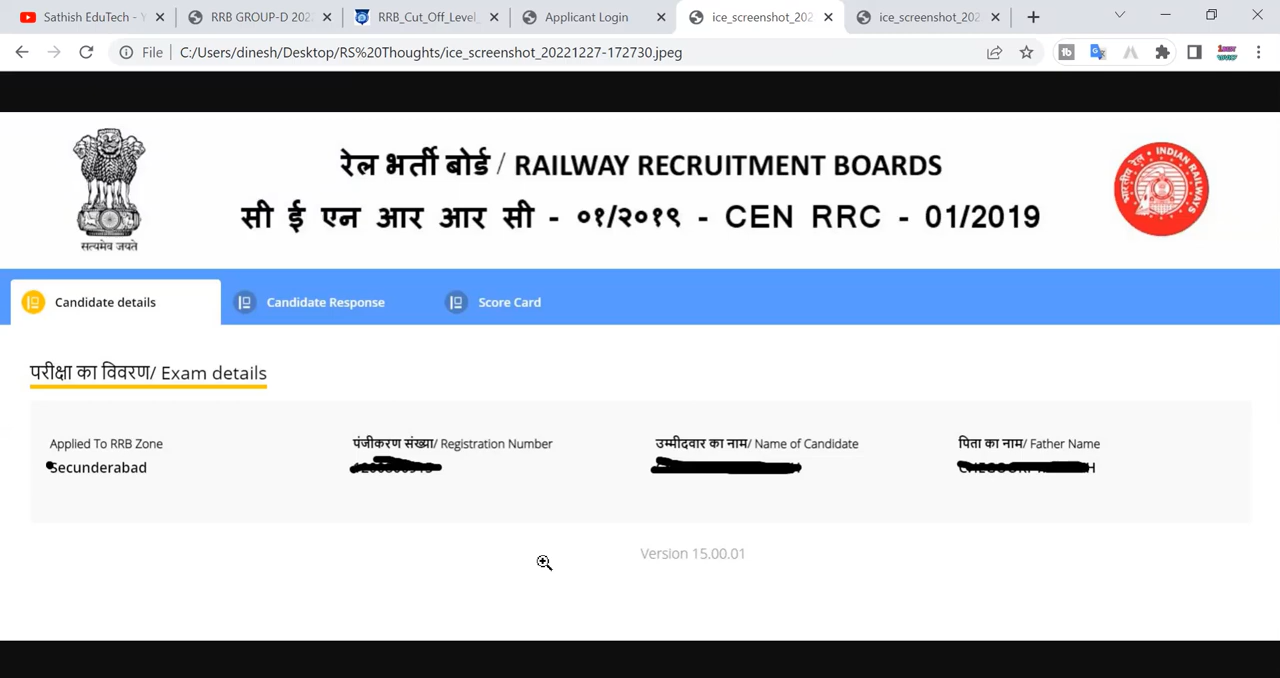 Sathish EduTech - Y
RRB GROUP-D 202
RRB_Cut_Off_Level_
Applicant Login
ice_screenshot_202
ice_screenshot_202
File
C:/Users/dinesh/Desktop/RS%20Thoughts/ice_screenshot_20221227-172730.jpeg
सत्यमेव जयते
रेल भर्ती बोर्ड / RAILWAY RECRUITMENT BOARDS
सी ई एन आर आर सी - ०१/२०१९ - CEN RRC - 01/2019
भारतीय रेल INDIAN RAILWAYS
Candidate details
Candidate Response
Score Card
परीक्षा का विवरण/ Exam details
Applied To RRB Zone
Secunderabad
पंजीकरण संख्या/ Registration Number
उम्मीदवार का नाम/ Name of Candidate
पिता का नाम/ Father Name
Version 15.00.01